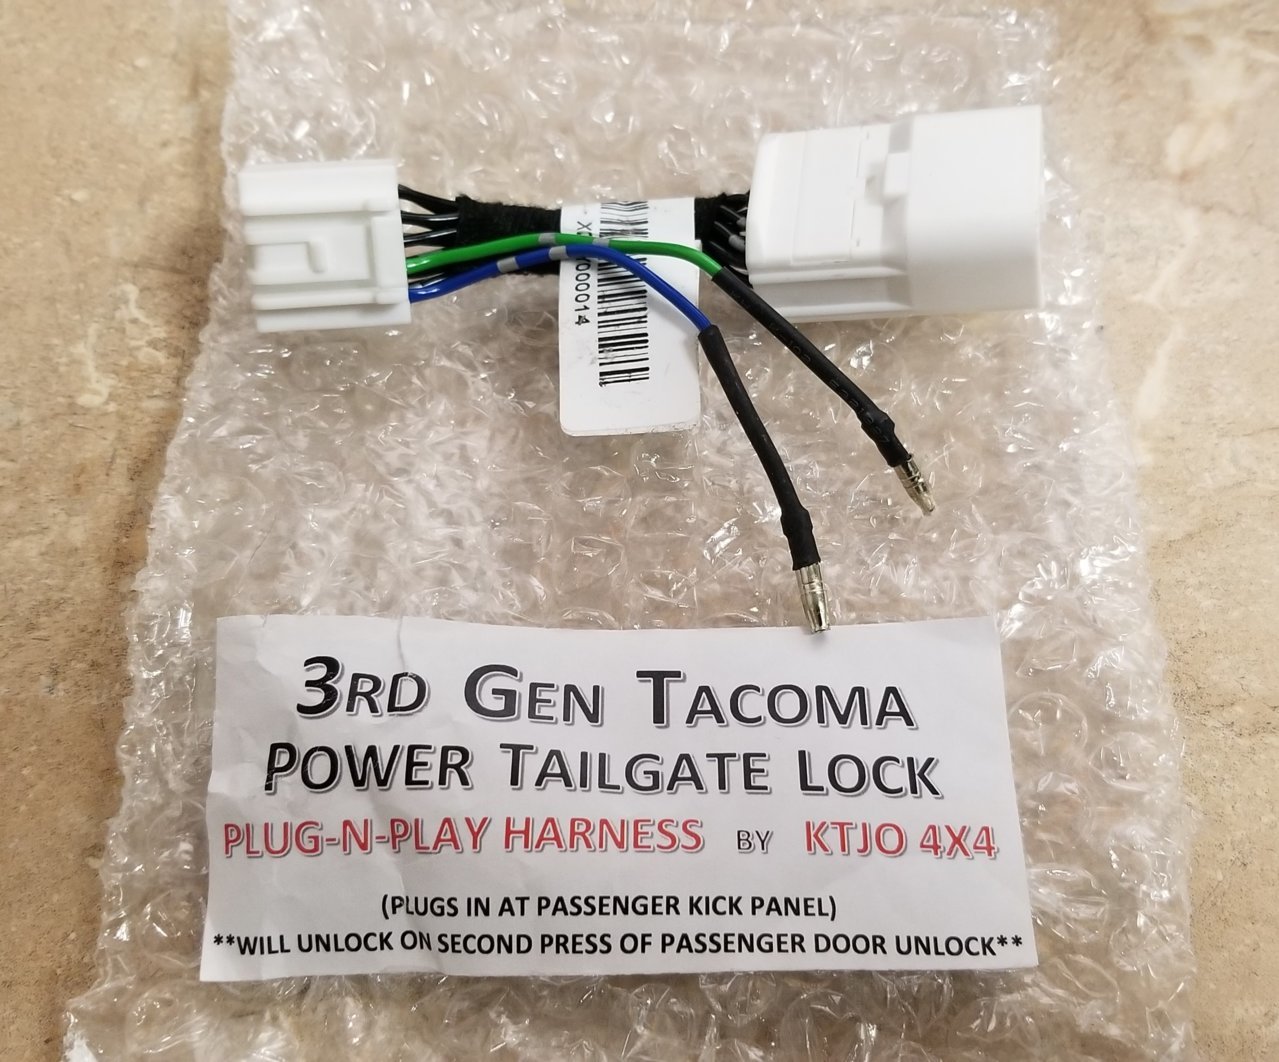 000014
3RD GEN TACOMA
POWER TAILGATE LOCK
PLUG-N-PLAY HARNESS BY KTJO 4X4
(PLUGS IN AT PASSENGER KICK PANEL)
**WILL UNLOCK ON SECOND PRESS OF PASSENGER DOOR UNLOCK**